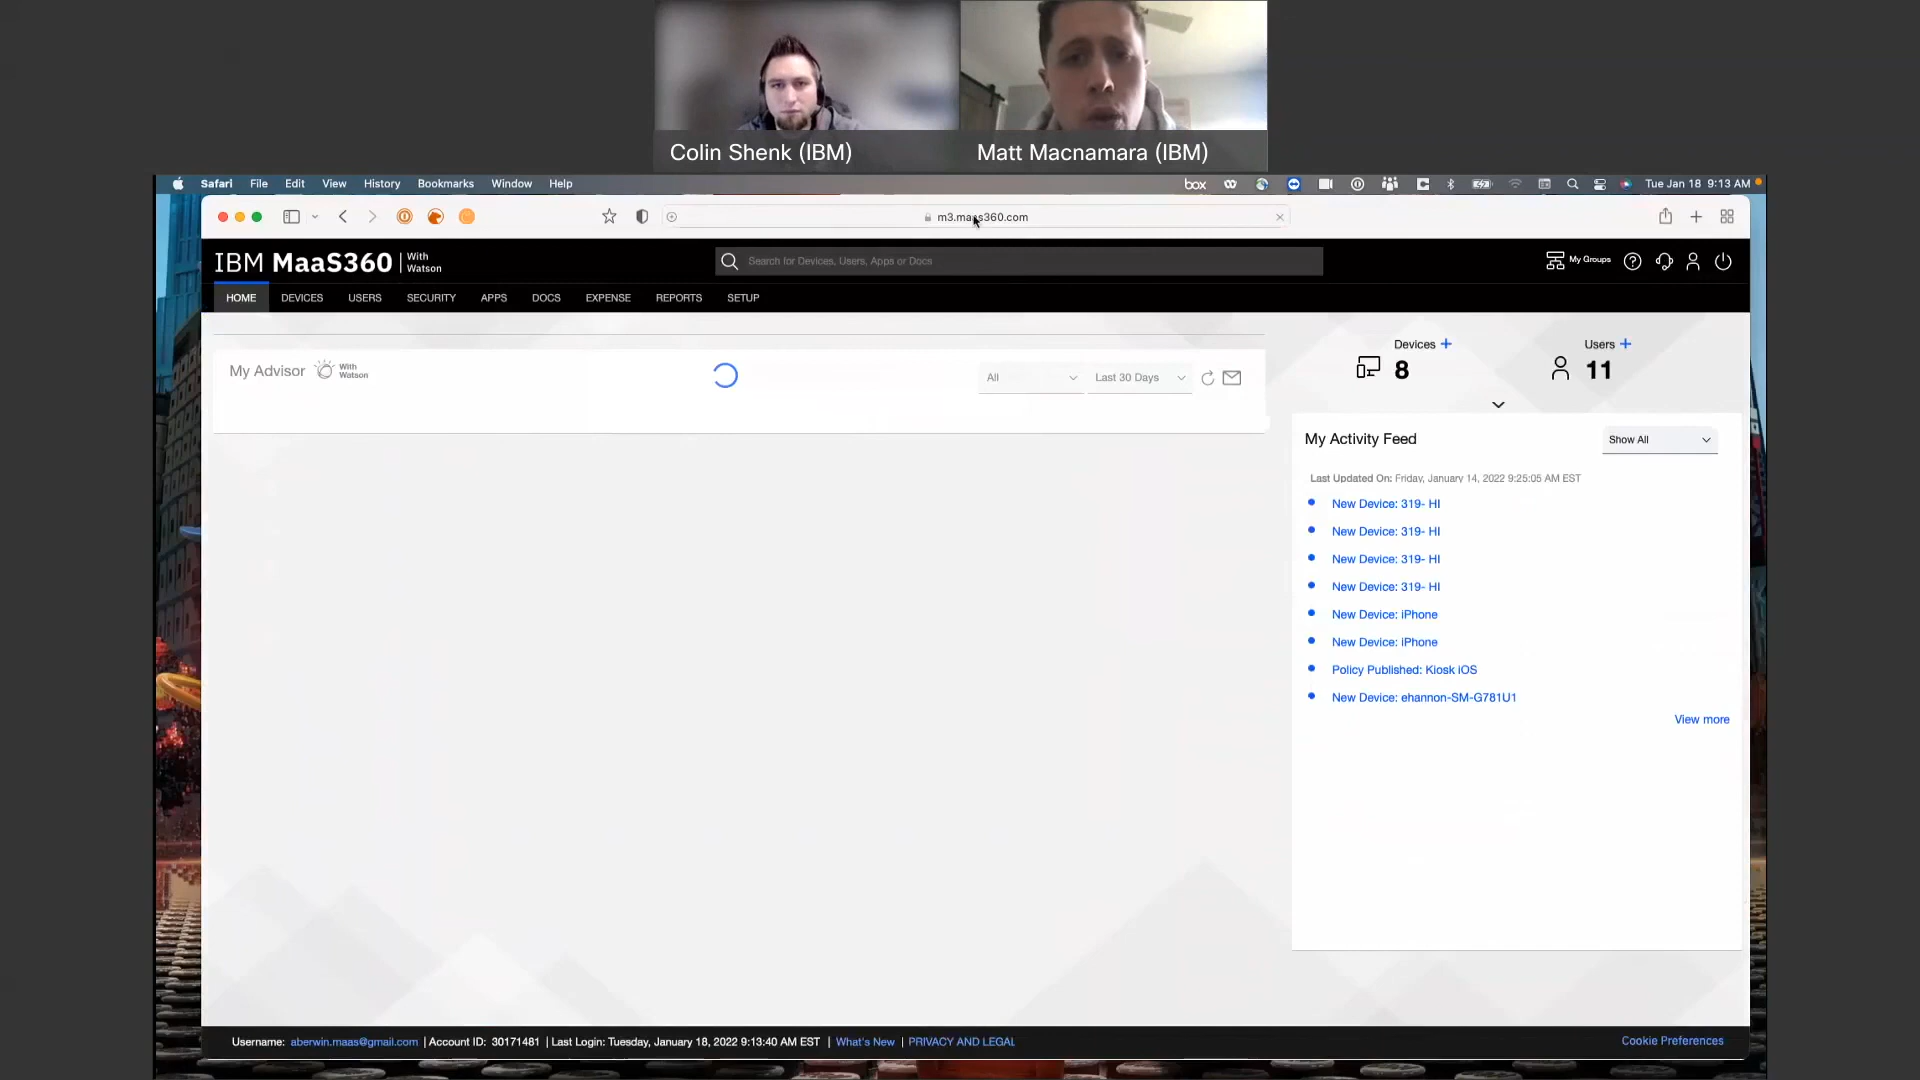 Colin Shenk (IBM)
Matt Macnamara (IBM)
Safari File Edit View History Bookmarks Window Help
box
Tue Jan 18 9:13 AM
m3.maas360.com
IBM MaaS360 | With Watson
Search for Devices, Users, Apps or Docs
My Groups
HOME DEVICES USERS SECURITY APPS DOCS EXPENSE REPORTS SETUP
My Advisor With Watson
All
Last 30 Days
Devices +
8
Users +
11
My Activity Feed
Show All
Last Updated On: Friday, January 14, 2022 9:25:05 AM EST
New Device: 319- HI
New Device: 319- HI
New Device: 319- HI
New Device: 319- HI
New Device: iPhone
New Device: iPhone
Policy Published: Kiosk iOS
New Device: ehannon-SM-G781U1
View more
Username: aberwin.maas@gmail.com | Account ID: 30171481 | Last Login: Tuesday, January 18, 2022 9:13:40 AM EST | What's New | PRIVACY AND LEGAL
Cookie Preferences